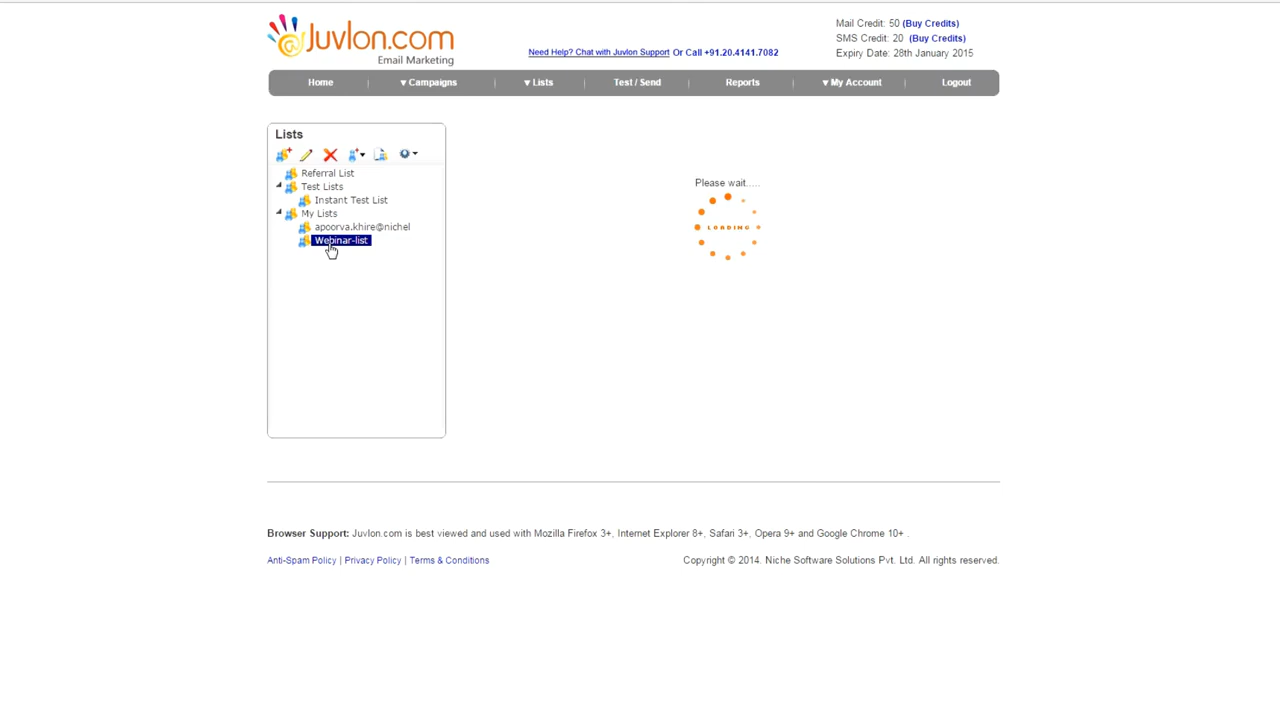 Juvlon.com
Email Marketing
Need Help? Chat with Juvlon Support Or Call +91.20.4141.7082
Mail Credit: 50 (Buy Credits)
SMS Credit: 20 (Buy Credits)
Expiry Date: 28th January 2015
Home
Campaigns
Lists
Test / Send
Reports
My Account
Logout
Lists
Referral List
Test Lists
Instant Test List
My Lists
apoorva.khire@nichel
Webinar-list
Please wait.....
LOADING
Browser Support: Juvlon.com is best viewed and used with Mozilla Firefox 3+, Internet Explorer 8+, Safari 3+, Opera 9+ and Google Chrome 10+ .
Anti-Spam Policy | Privacy Policy | Terms & Conditions
Copyright © 2014. Niche Software Solutions Pvt. Ltd. All rights reserved.